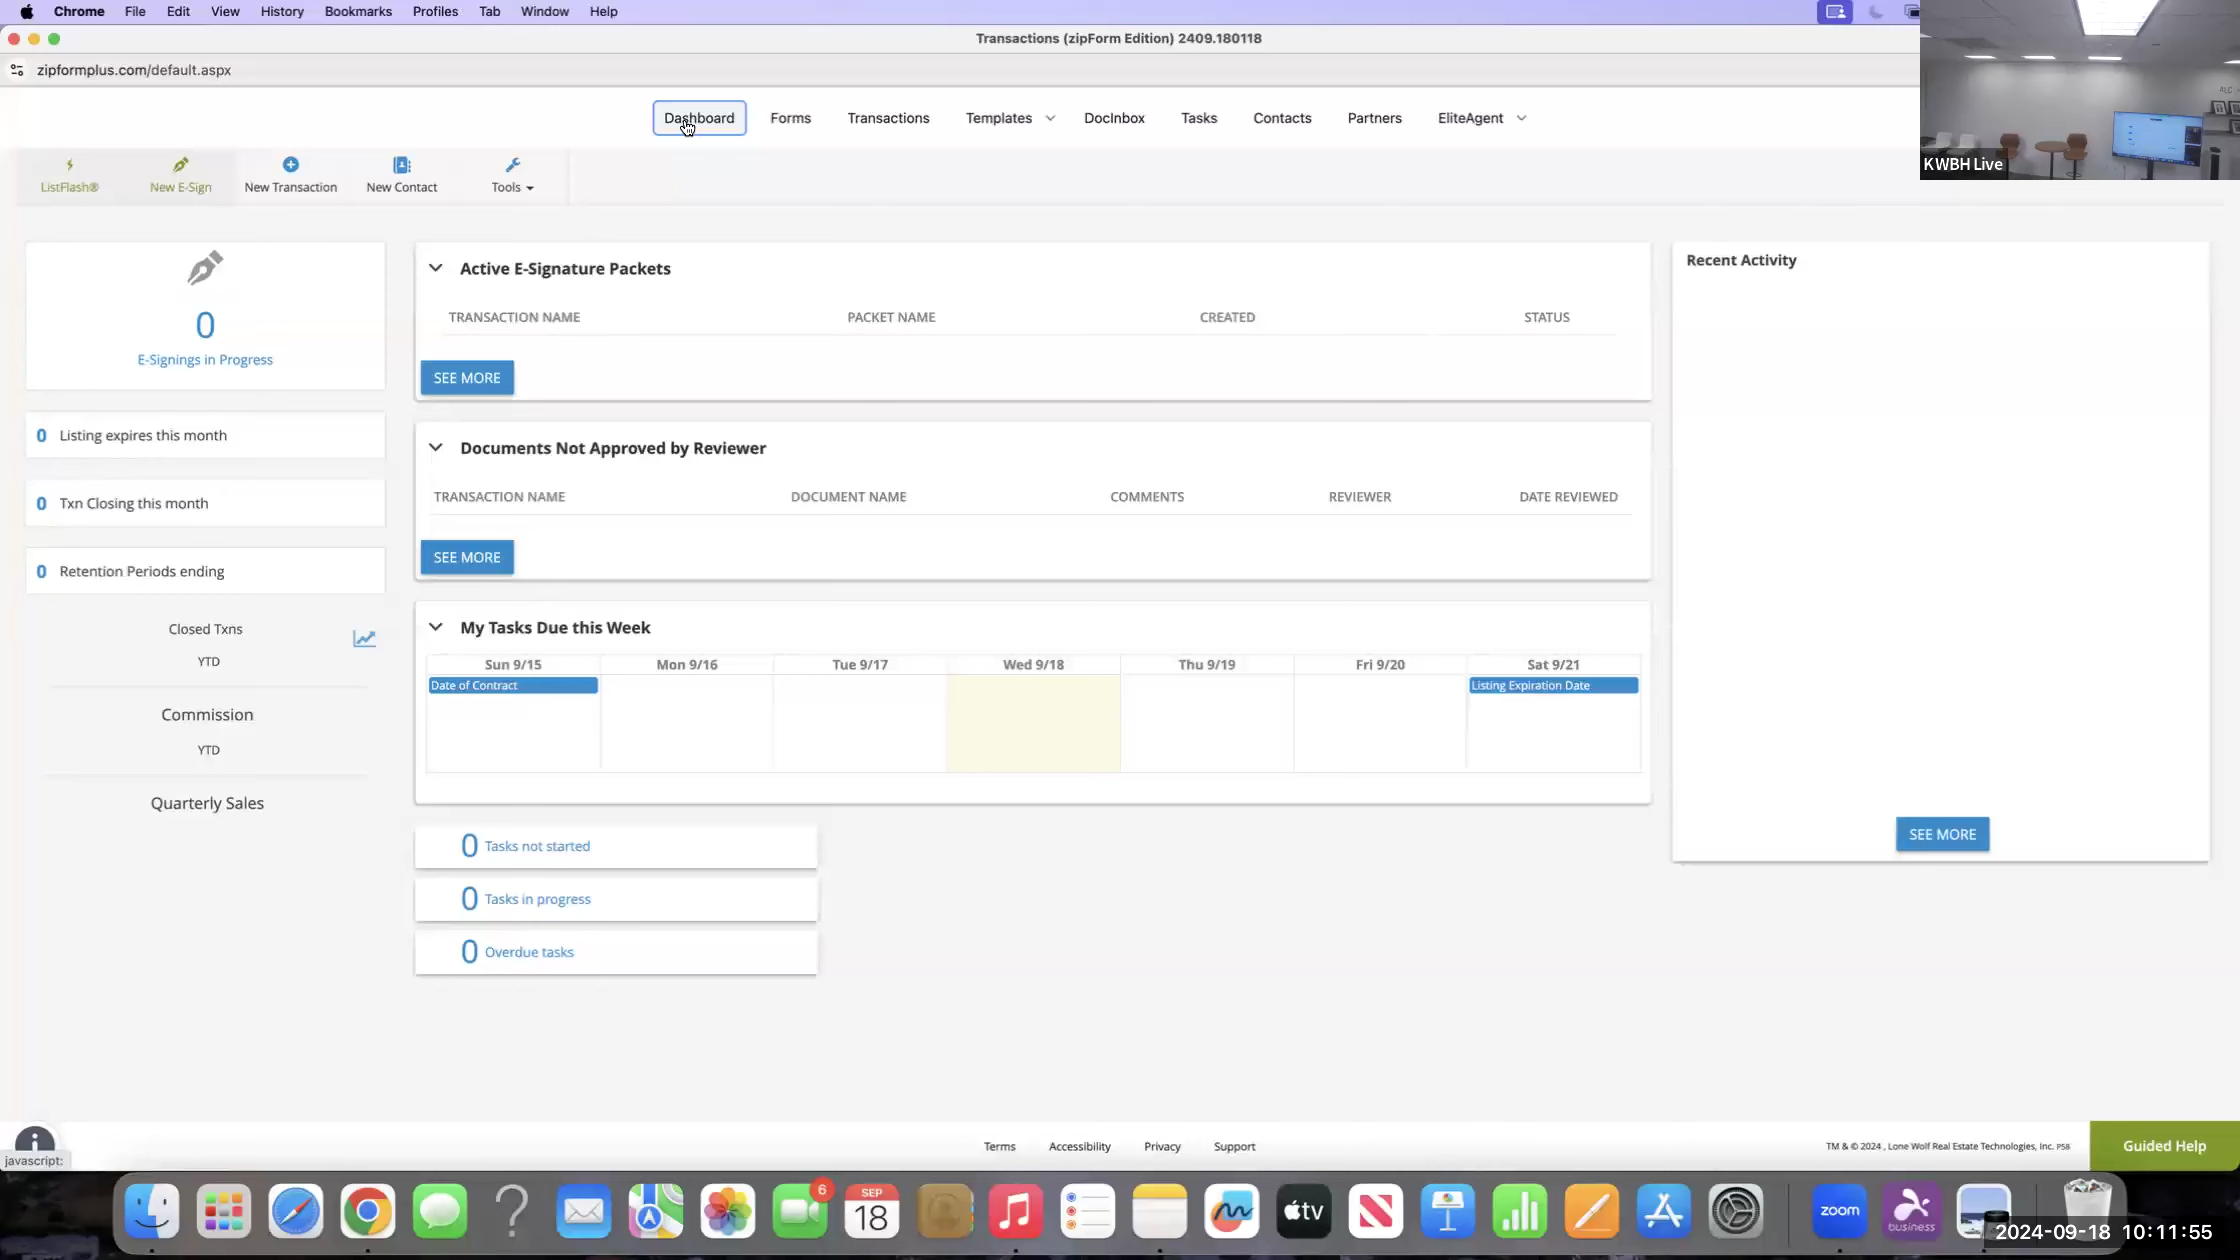 Chrome File Edit View History Bookmarks Profiles Tab Window Help
Transactions (zipForm Edition) 2409.180118
zipformplus.com/default.aspx
KWBH Live
Dashboard Forms Transactions Templates DocInbox Tasks Contacts Partners EliteAgent
ListFlash® New E-Sign New Transaction New Contact Tools
0
E-Signings in Progress
0 Listing expires this month
0 Txn Closing this month
0 Retention Periods ending
Closed Txns
YTD
Commission
YTD
Quarterly Sales
Active E-Signature Packets
TRANSACTION NAME PACKET NAME CREATED STATUS
SEE MORE
Documents Not Approved by Reviewer
TRANSACTION NAME DOCUMENT NAME COMMENTS REVIEWER DATE REVIEWED
SEE MORE
My Tasks Due this Week
Sun 9/15 Mon 9/16 Tue 9/17 Wed 9/18 Thu 9/19 Fri 9/20 Sat 9/21
Date of Contract Listing Expiration Date
0 Tasks not started
0 Tasks in progress
0 Overdue tasks
Recent Activity
SEE MORE
javascript:
Terms Accessibility Privacy Support
TM & © 2024 , Lone Wolf Real Estate Technologies, Inc. PSB
Guided Help
6
SEP
18
tv
zoom
business
2024-09-18 10:11:55